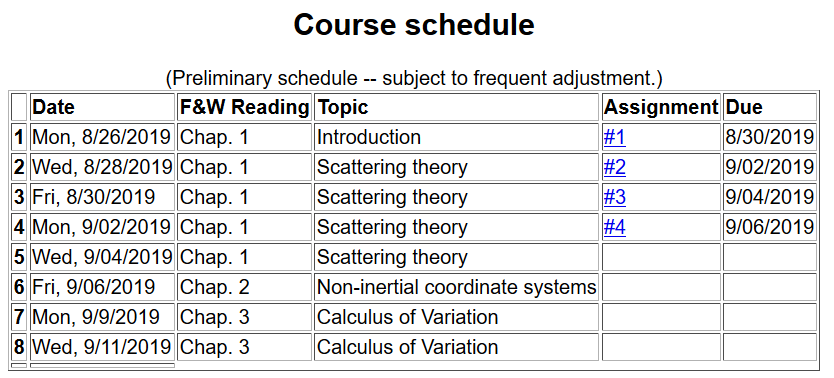 Course schedule
(Preliminary schedule -- subject to frequent adjustment.)
Date F&W Reading Topic Assignment Due
1 Mon, 8/26/2019 Chap. 1 Introduction #1 8/30/2019
2 Wed, 8/28/2019 Chap. 1 Scattering theory #2 9/02/2019
3 Fri, 8/30/2019 Chap. 1 Scattering theory #3 9/04/2019
4 Mon, 9/02/2019 Chap. 1 Scattering theory #4 9/06/2019
5 Wed, 9/04/2019 Chap. 1 Scattering theory
6 Fri, 9/06/2019 Chap. 2 Non-inertial coordinate systems
7 Mon, 9/9/2019 Chap. 3 Calculus of Variation
8 Wed, 9/11/2019 Chap. 3 Calculus of Variation